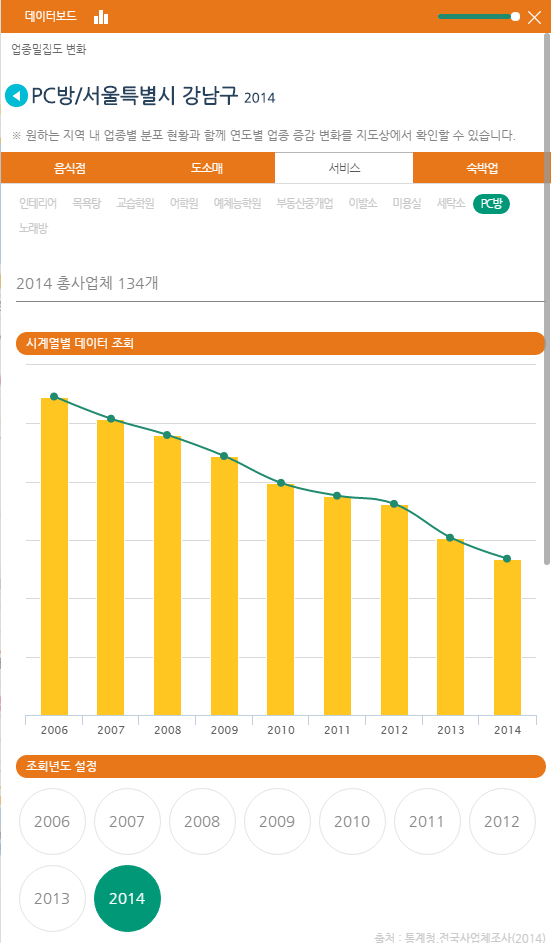 데이터보드
업종밀집도 변화
PC방/서울특별시 강남구 2014
※ 원하는 지역 내 업종별 분포 현황과 함께 연도별 업종 증감 변화를 지도상에서 확인할 수 있습니다.
음식점 도소매 서비스 숙박업
인테리어 목욕탕 교습학원 어학원 예체능학원 부동산중개업 이발소 미용실 세탁소 PC방
노래방
2014 총사업체 134개
시계열별 데이터 조회
2006 2007 2008 2009 2010 2011 2012 2013 2014
조회년도 설정
2006 2007 2008 2009 2010 2011 2012
2013 2014
출처 : 통계청,전국사업체조사(2014)